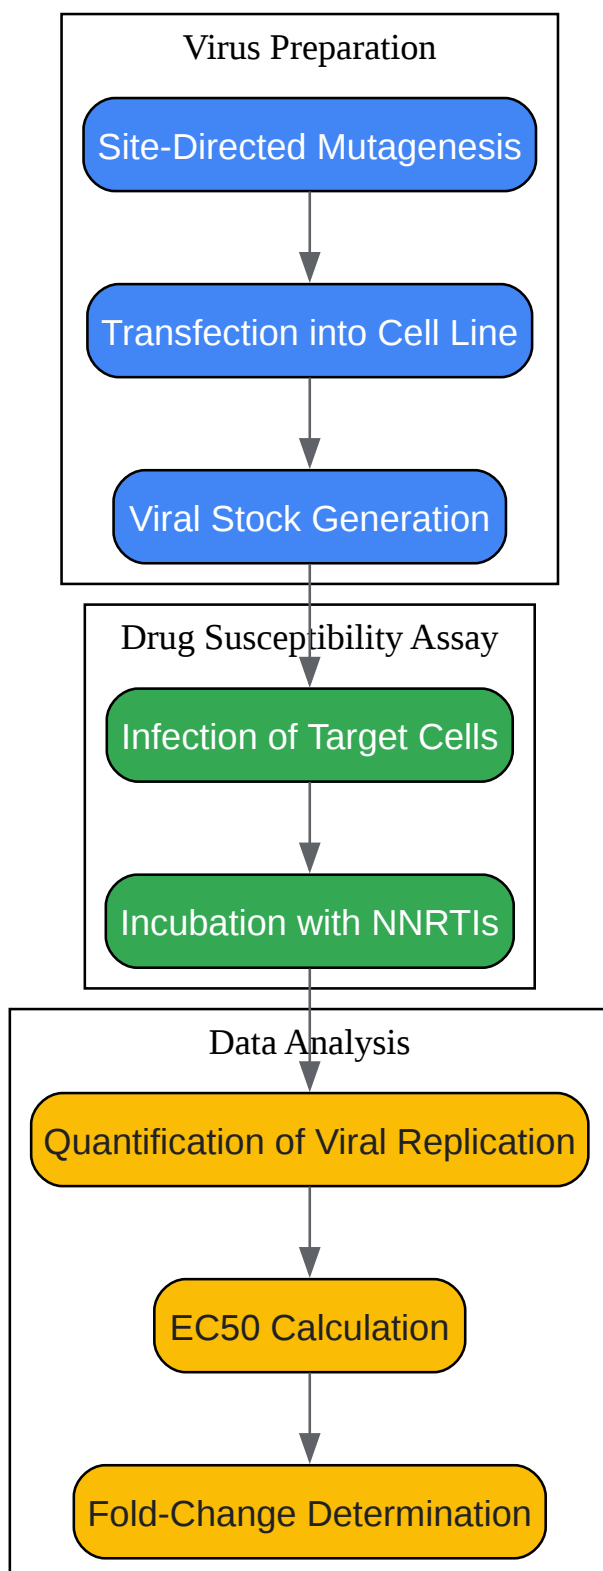 Virus Preparation
Site-Directed Mutagenesis
Transfection into Cell Line
Viral Stock Generation
Drug Susceptibility Assay
Infection of Target Cells
Incubation with NNRTIs
Data Analysis
Quantification of Viral Replication
EC50 Calculation
Fold-Change Determination